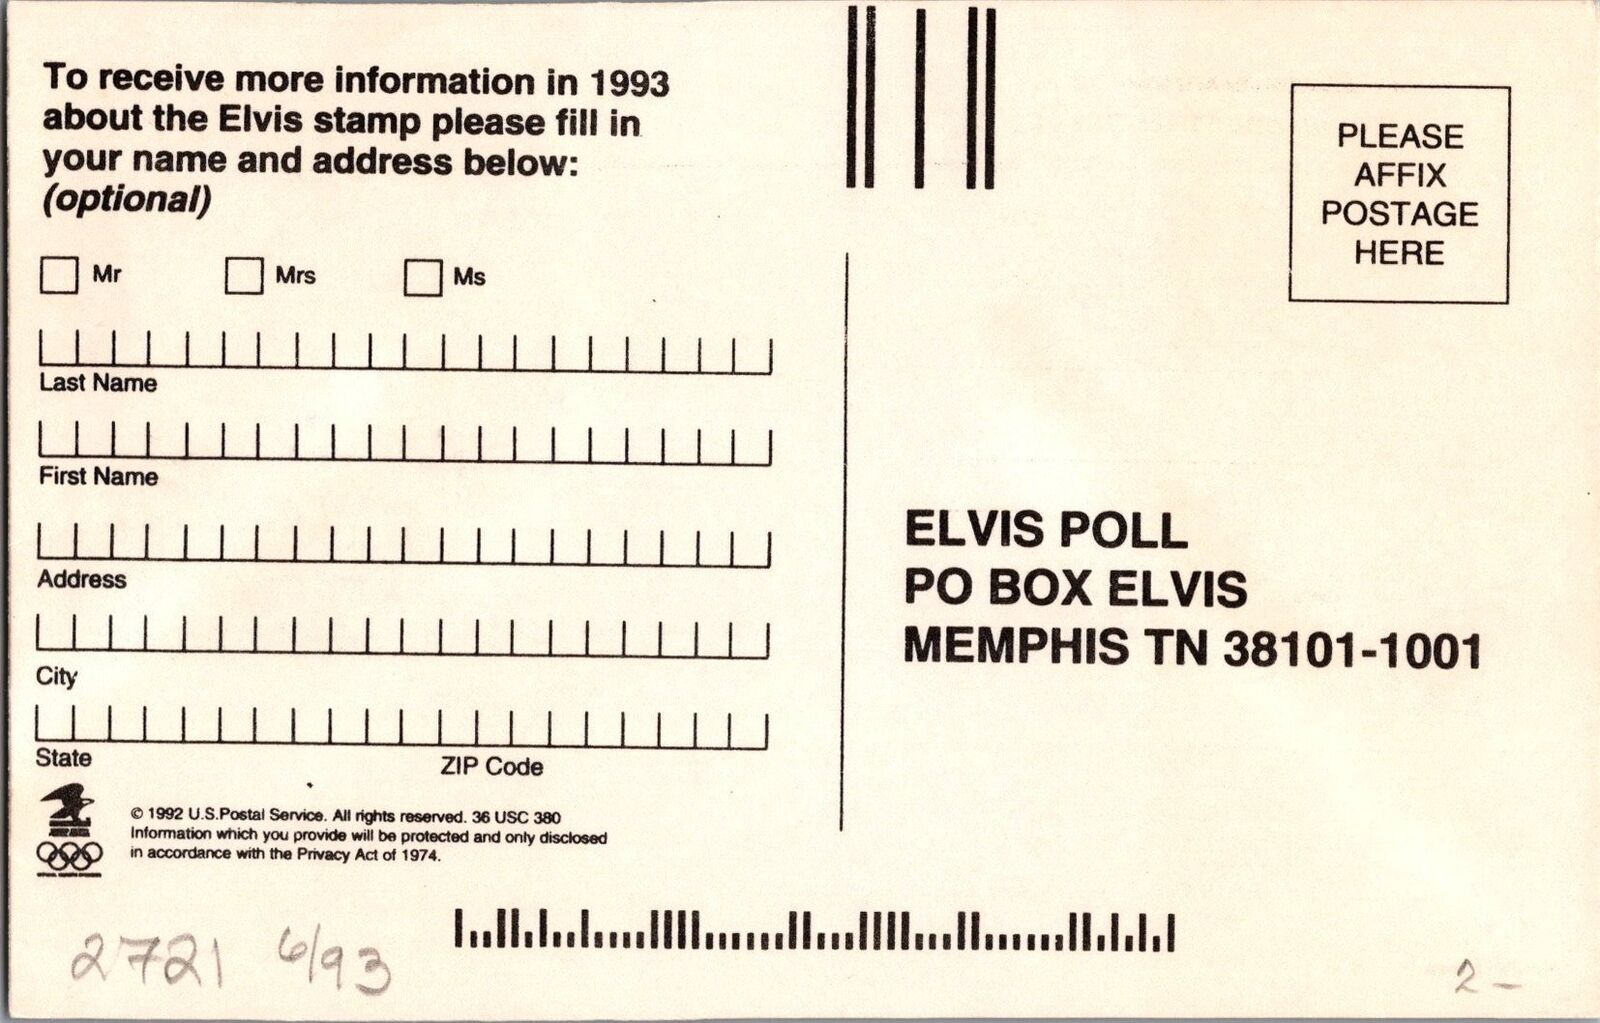 To receive more information in 1993
about the Elvis stamp please fill in
your name and address below:
(optional)
Mr
Mrs
Ms
Last Name
First Name
Address
City
State
ZIP Code
© 1992 U.S.Postal Service. All rights reserved. 36 USC 380
Information which you provide will be protected and only disclosed
in accordance with the Privacy Act of 1974.
2721 6/93
PLEASE
AFFIX
POSTAGE
HERE
ELVIS POLL
PO BOX ELVIS
MEMPHIS TN 38101-1001
2 –